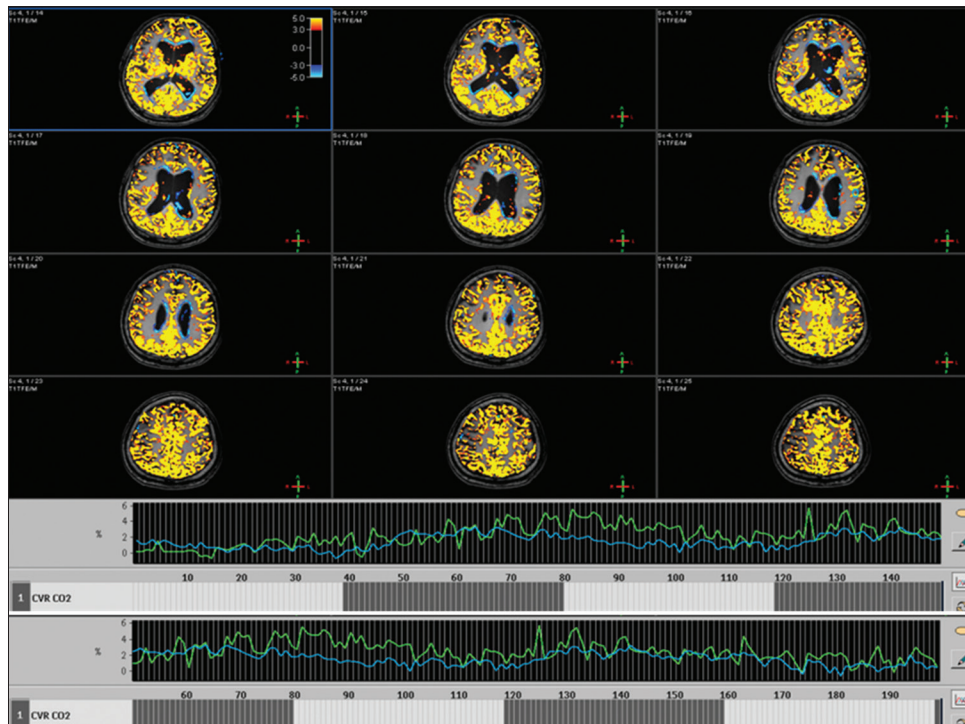 Sc 4, 1 / 14
T1TFE/M
5.0
3.0
0.0
-3.0
-5.0
A
R L
P
Sc 4, 1 / 15
T1TFE/M
A
R L
P
Sc 4, 1 / 16
T1TFE/M
A
R L
P
Sc 4, 1 / 17
T1TFE/M
A
R L
P
Sc 4, 1 / 18
T1TFE/M
A
R L
P
Sc 4, 1 / 19
T1TFE/M
A
R L
P
Sc 4, 1 / 20
T1TFE/M
A
R L
P
Sc 4, 1 / 21
T1TFE/M
A
R L
P
Sc 4, 1 / 22
T1TFE/M
A
R L
P
Sc 4, 1 / 23
T1TFE/M
A
R L
P
Sc 4, 1 / 24
T1TFE/M
A
R L
P
Sc 4, 1 / 25
T1TFE/M
A
R L
P
6
4
2
0
%
10 20 30 40 50 60 70 80 90 100 110 120 130 140
1 CVR CO2
6
4
2
0
%
60 70 80 90 100 110 120 130 140 150 160 170 180 190
1 CVR CO2